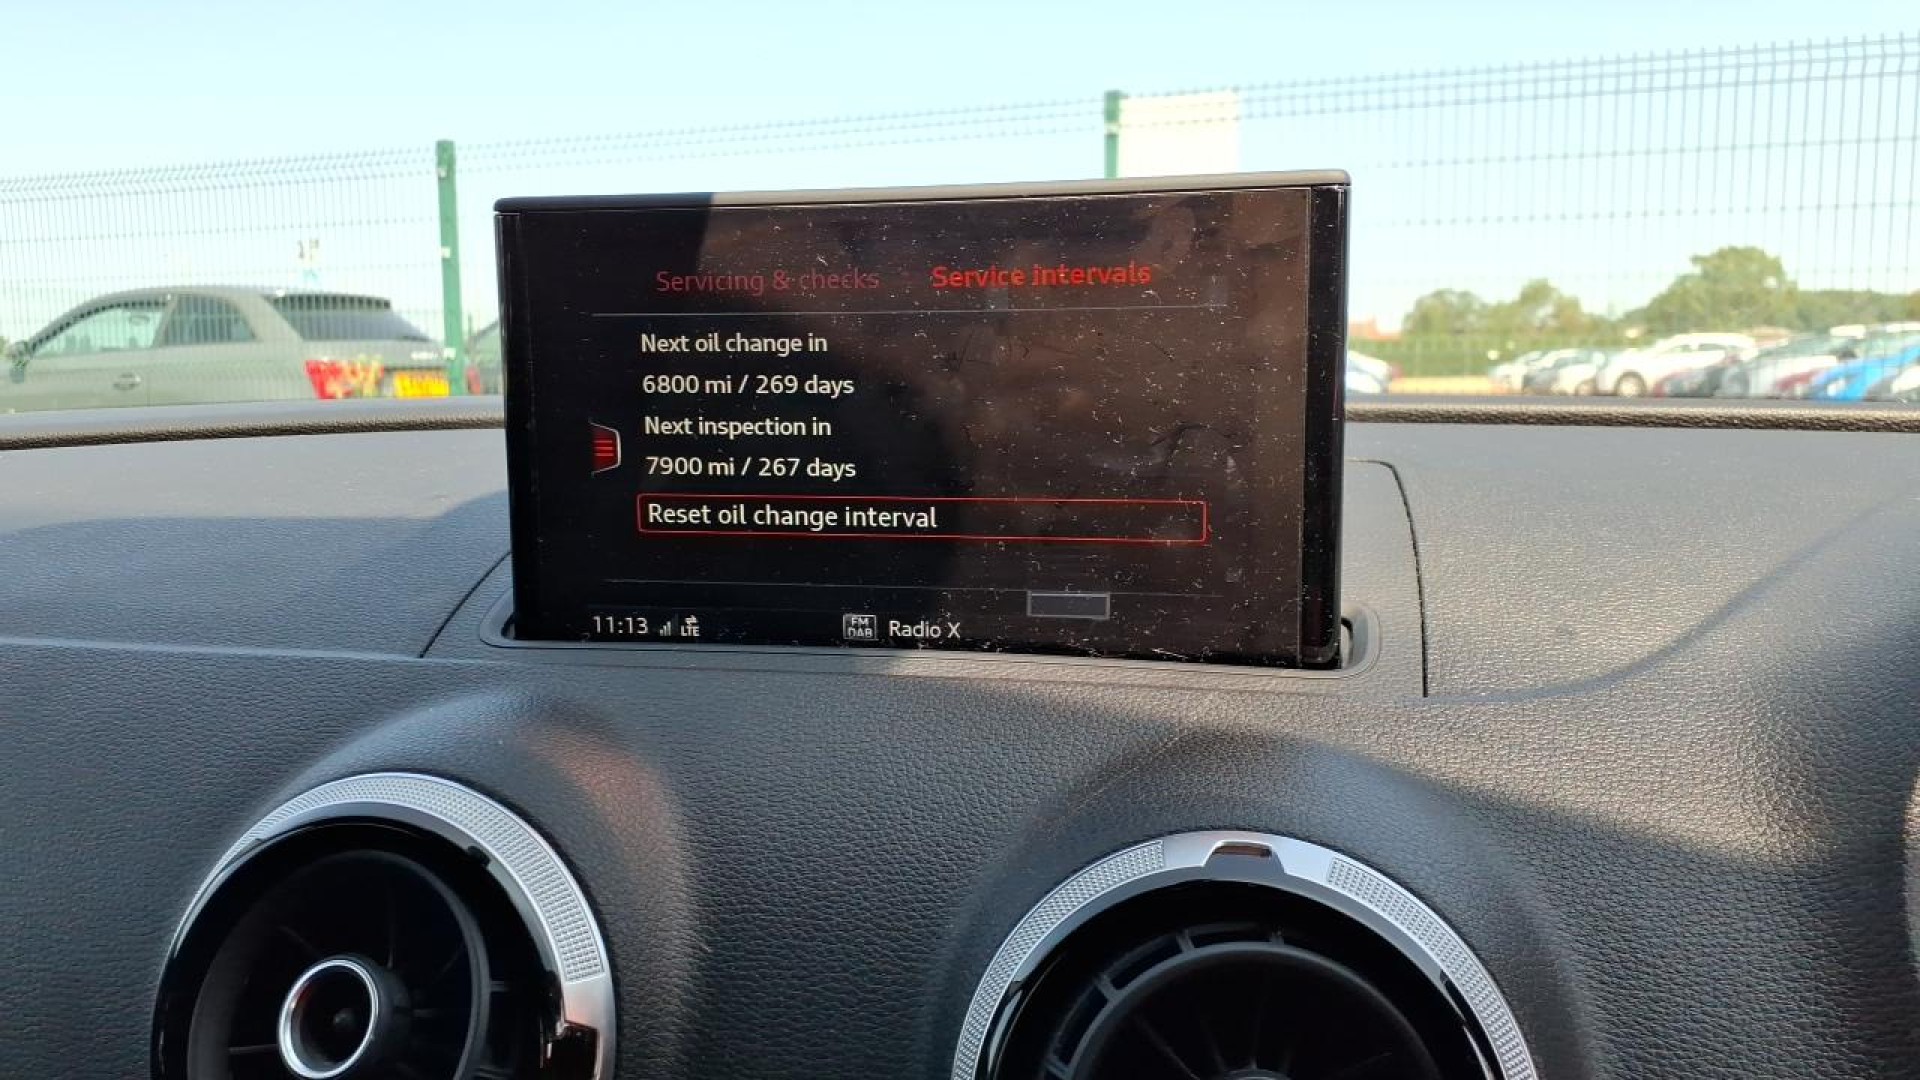 Servicing & checks Service intervals
Next oil change in
6800 mi / 269 days
Next inspection in
7900 mi / 267 days
Reset oil change interval
11:13 LTE FM DAB Radio X